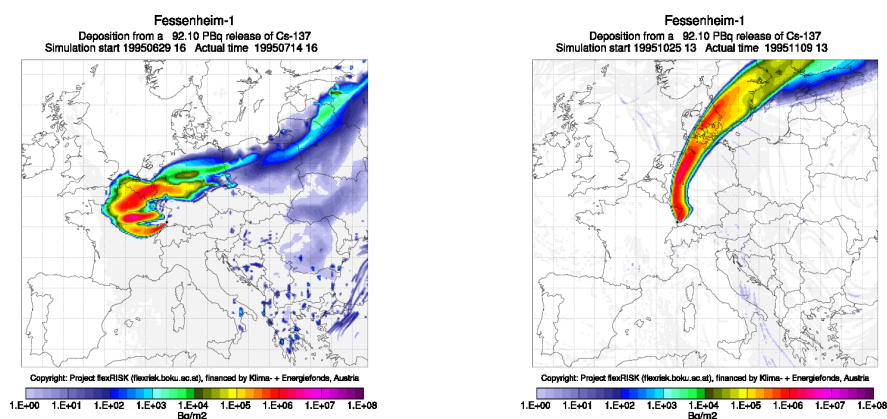 Fessenheim-1
Deposition from a 92.10 PBq release of Cs-137
Simulation start 19950629 16 Actual time 19950714 16
Copyright: Project flexRISK (flexrisk.boku.ac.at), financed by Klima- + Energiefonds, Austria
1.E+00 1.E+01 1.E+02 1.E+03 1.E+04 1.E+05 1.E+06 1.E+07 1.E+08
Bq/m2
Fessenheim-1
Deposition from a 92.10 PBq release of Cs-137
Simulation start 19951025 13 Actual time 19951109 13
Copyright: Project flexRISK (flexrisk.boku.ac.at), financed by Klima- + Energiefonds, Austria
1.E+00 1.E+01 1.E+02 1.E+03 1.E+04 1.E+05 1.E+06 1.E+07 1.E+08
Bq/m2